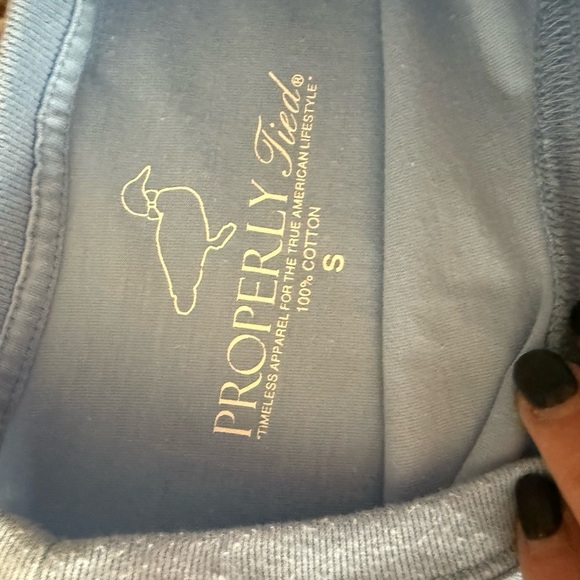 PROPERLY Tied®
"TIMELESS APPAREL FOR THE TRUE AMERICAN LIFESTYLE"
100% COTTON
S